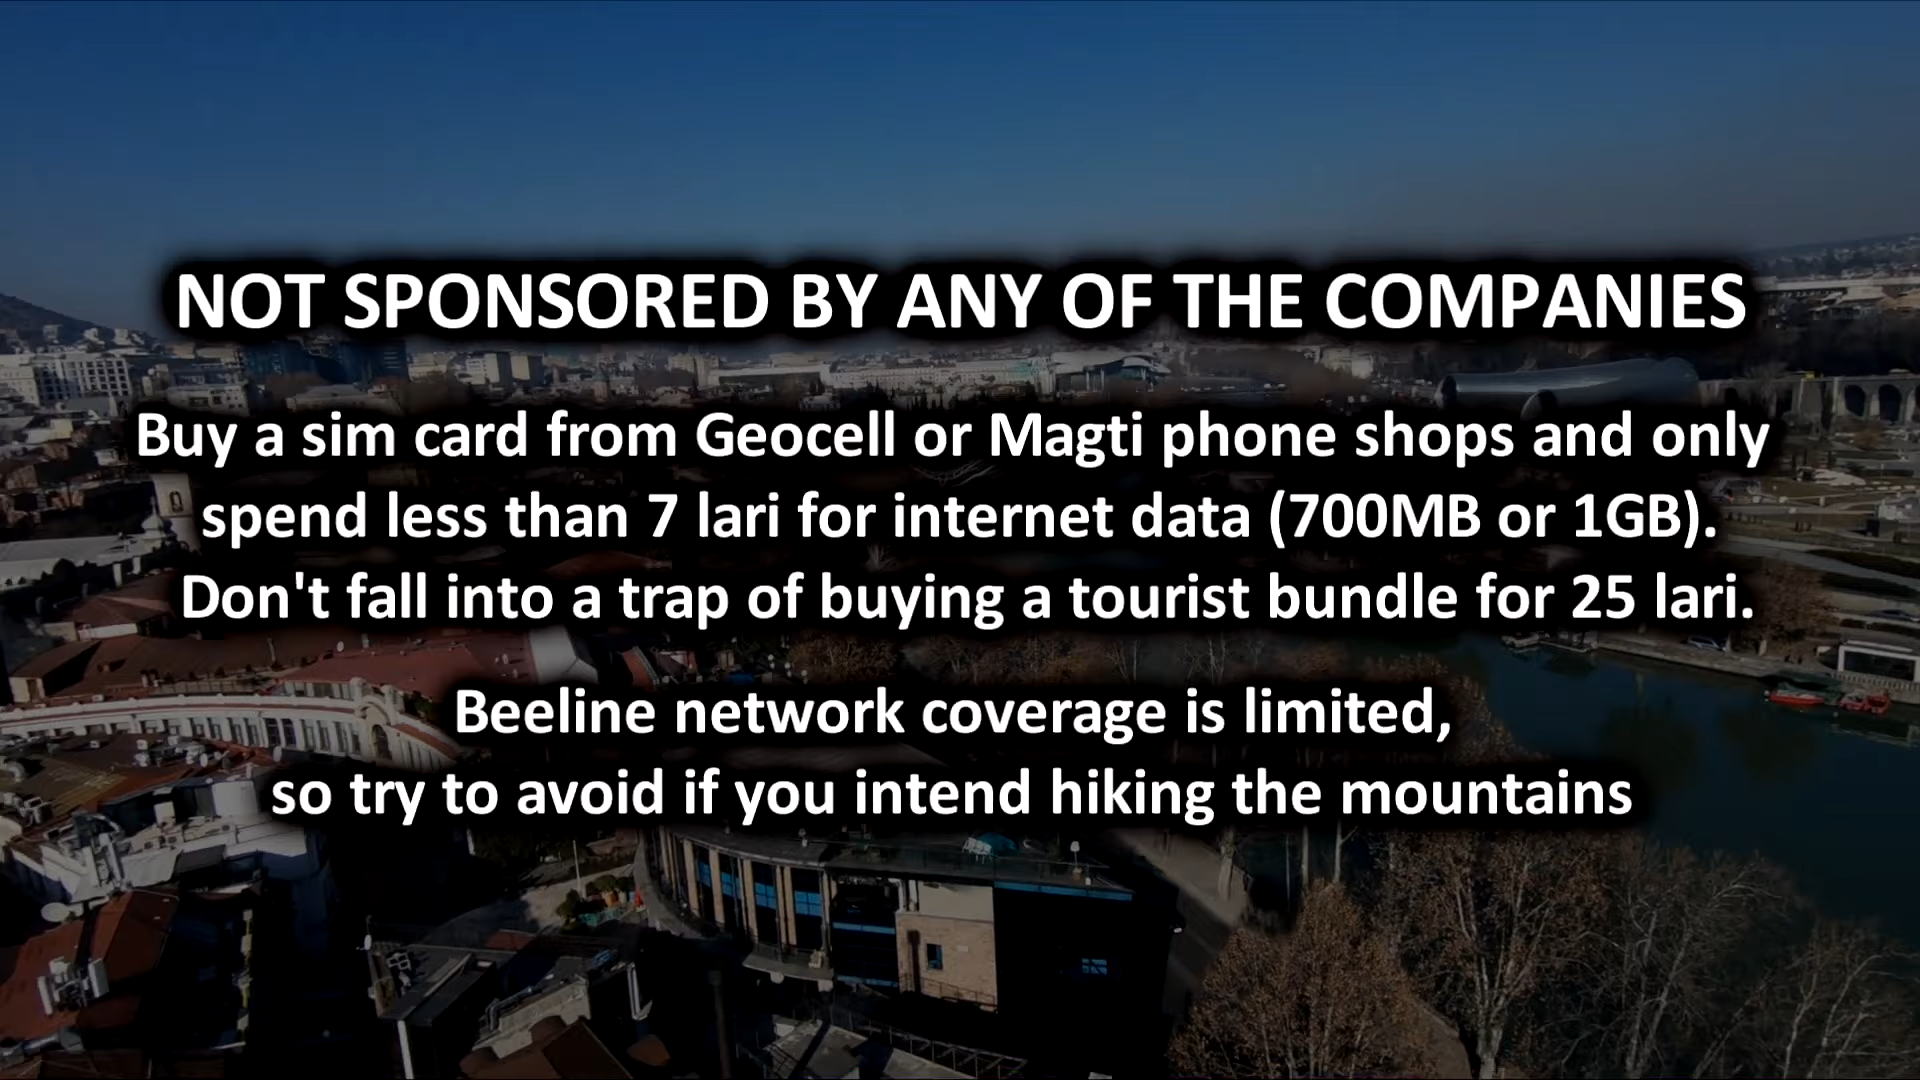 NOT SPONSORED BY ANY OF THE COMPANIES
Buy a sim card from Geocell or Magti phone shops and only
spend less than 7 lari for internet data (700MB or 1GB).
Don't fall into a trap of buying a tourist bundle for 25 lari.
Beeline network coverage is limited,
so try to avoid if you intend hiking the mountains